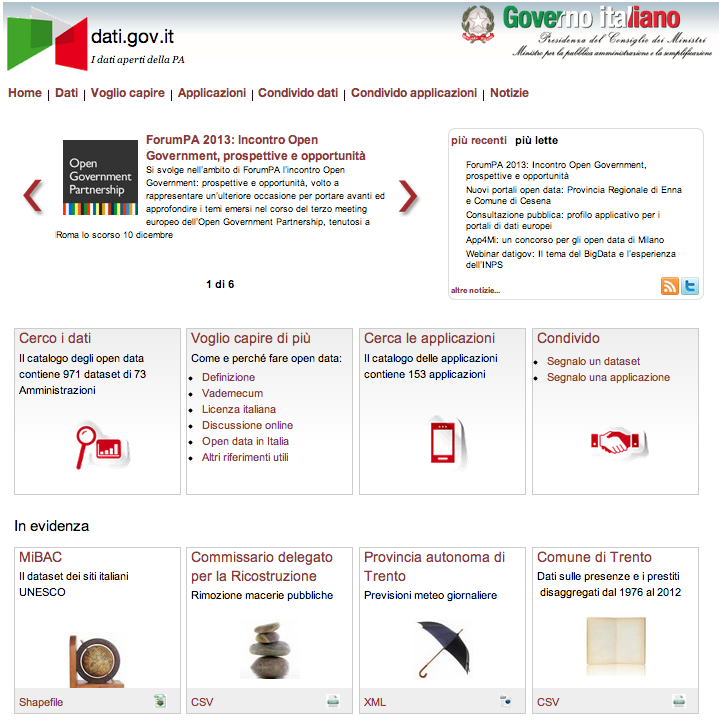 dati.gov.it
I dati aperti della PA
Governo italiano
Presidenza del Consiglio dei Ministri
Ministro per la pubblica amministrazione e la semplificazione
Home | Dati | Voglio capire | Applicazioni | Condivido dati | Condivido applicazioni | Notizie
Open
Government
Partnership
ForumPA 2013: Incontro Open
Government, prospettive e opportunità
Si svolge nell'ambito di ForumPA l'incontro Open
Government: prospettive e opportunità, volto a
rappresentare un'ulteriore occasione per portare avanti ed
approfondire i temi emersi nel corso del terzo meeting
europeo dell'Open Government Partnership, tenutosi a
Roma lo scorso 10 dicembre
1 di 6
più recenti più lette
ForumPA 2013: Incontro Open Government,
prospettive e opportunità
Nuovi portali open data: Provincia Regionale di Enna
e Comune di Cesena
Consultazione pubblica: profilo applicativo per i
portali di dati europei
App4Mi: un concorso per gli open data di Milano
Webinar datigov: Il tema del BigData e l'esperienza
dell'INPS
altre notizie...
Cerco i dati
Il catalogo degli open data
contiene 971 dataset di 73
Amministrazioni
Voglio capire di più
Come e perché fare open data:
Definizione
Vademecum
Licenza italiana
Discussione online
Open data in Italia
Altri riferimenti utili
Cerca le applicazioni
Il catalogo delle applicazioni
contiene 153 applicazioni
Condivido
Segnalo un dataset
Segnalo una applicazione
In evidenza
MiBAC
Il dataset dei siti italiani
UNESCO
Shapefile
Commissario delegato
per la Ricostruzione
Rimozione macerie pubbliche
CSV
Provincia autonoma di
Trento
Previsioni meteo giornaliere
XML
Comune di Trento
Dati sulle presenze e i prestiti
disaggregati dal 1976 al 2012
CSV